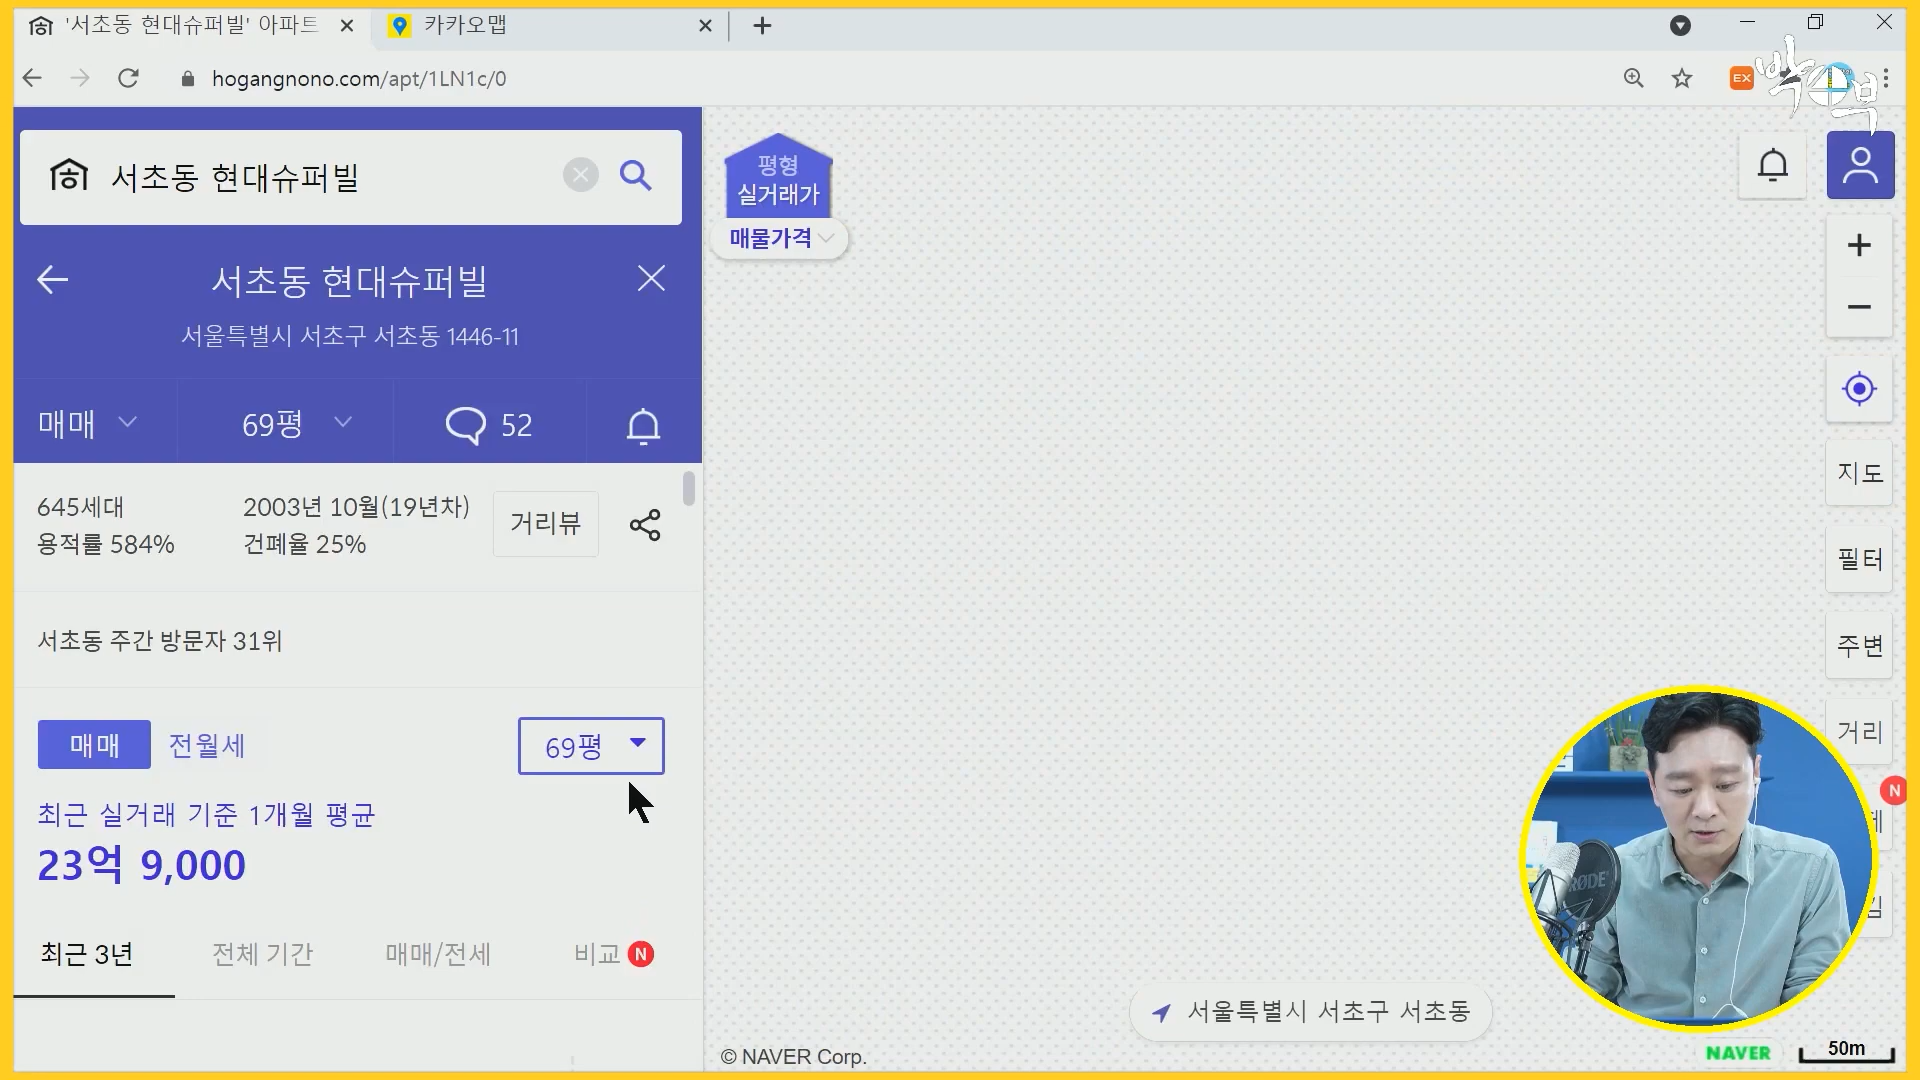 '서초동 현대슈퍼빌' 아파트
카카오맵
hogangnono.com/apt/1LN1c/0
EX
박
부
서초동 현대슈퍼빌
평형
실거래가
매물가격
서초동 현대슈퍼빌
서울특별시 서초구 서초동 1446-11
매매
69평
52
지도
645세대
2003년 10월(19년차)
거리뷰
용적률 584%
건폐율 25%
필터
서초동 주간 방문자 31위
주변
매매
전월세
69평
거리
N
최근 실거래 기준 1개월 평균
23억 9,000
RØDE
최근 3년
전체 기간
매매/전세
비교 N
서울특별시 서초구 서초동
© NAVER Corp.
NAVER
50m